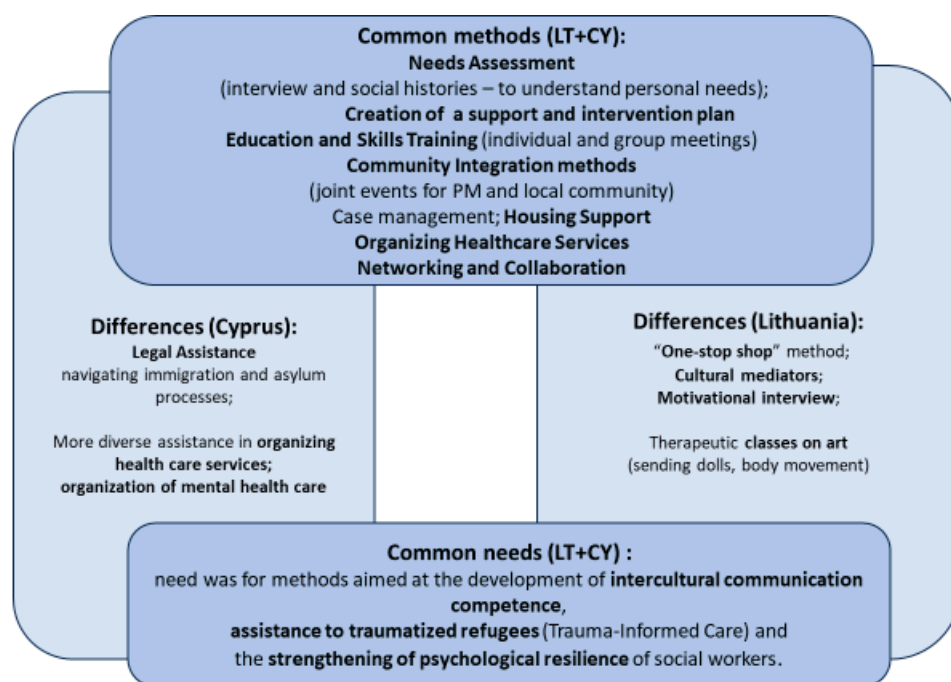 Common methods (LT+CY):
Needs Assessment
(interview and social histories – to understand personal needs);
Creation of a support and intervention plan
Education and Skills Training (individual and group meetings)
Community Integration methods
(joint events for PM and local community)
Case management; Housing Support
Organizing Healthcare Services
Networking and Collaboration
Differences (Cyprus):
Legal Assistance
navigating immigration and asylum
processes;
More diverse assistance in organizing
health care services;
organization of mental health care
Differences (Lithuania):
“One-stop shop” method;
Cultural mediators;
Motivational interview;
Therapeutic classes on art
(sending dolls, body movement)
Common needs (LT+CY) :
need was for methods aimed at the development of intercultural communication
competence,
assistance to traumatized refugees (Trauma-Informed Care) and
the strengthening of psychological resilience of social workers.